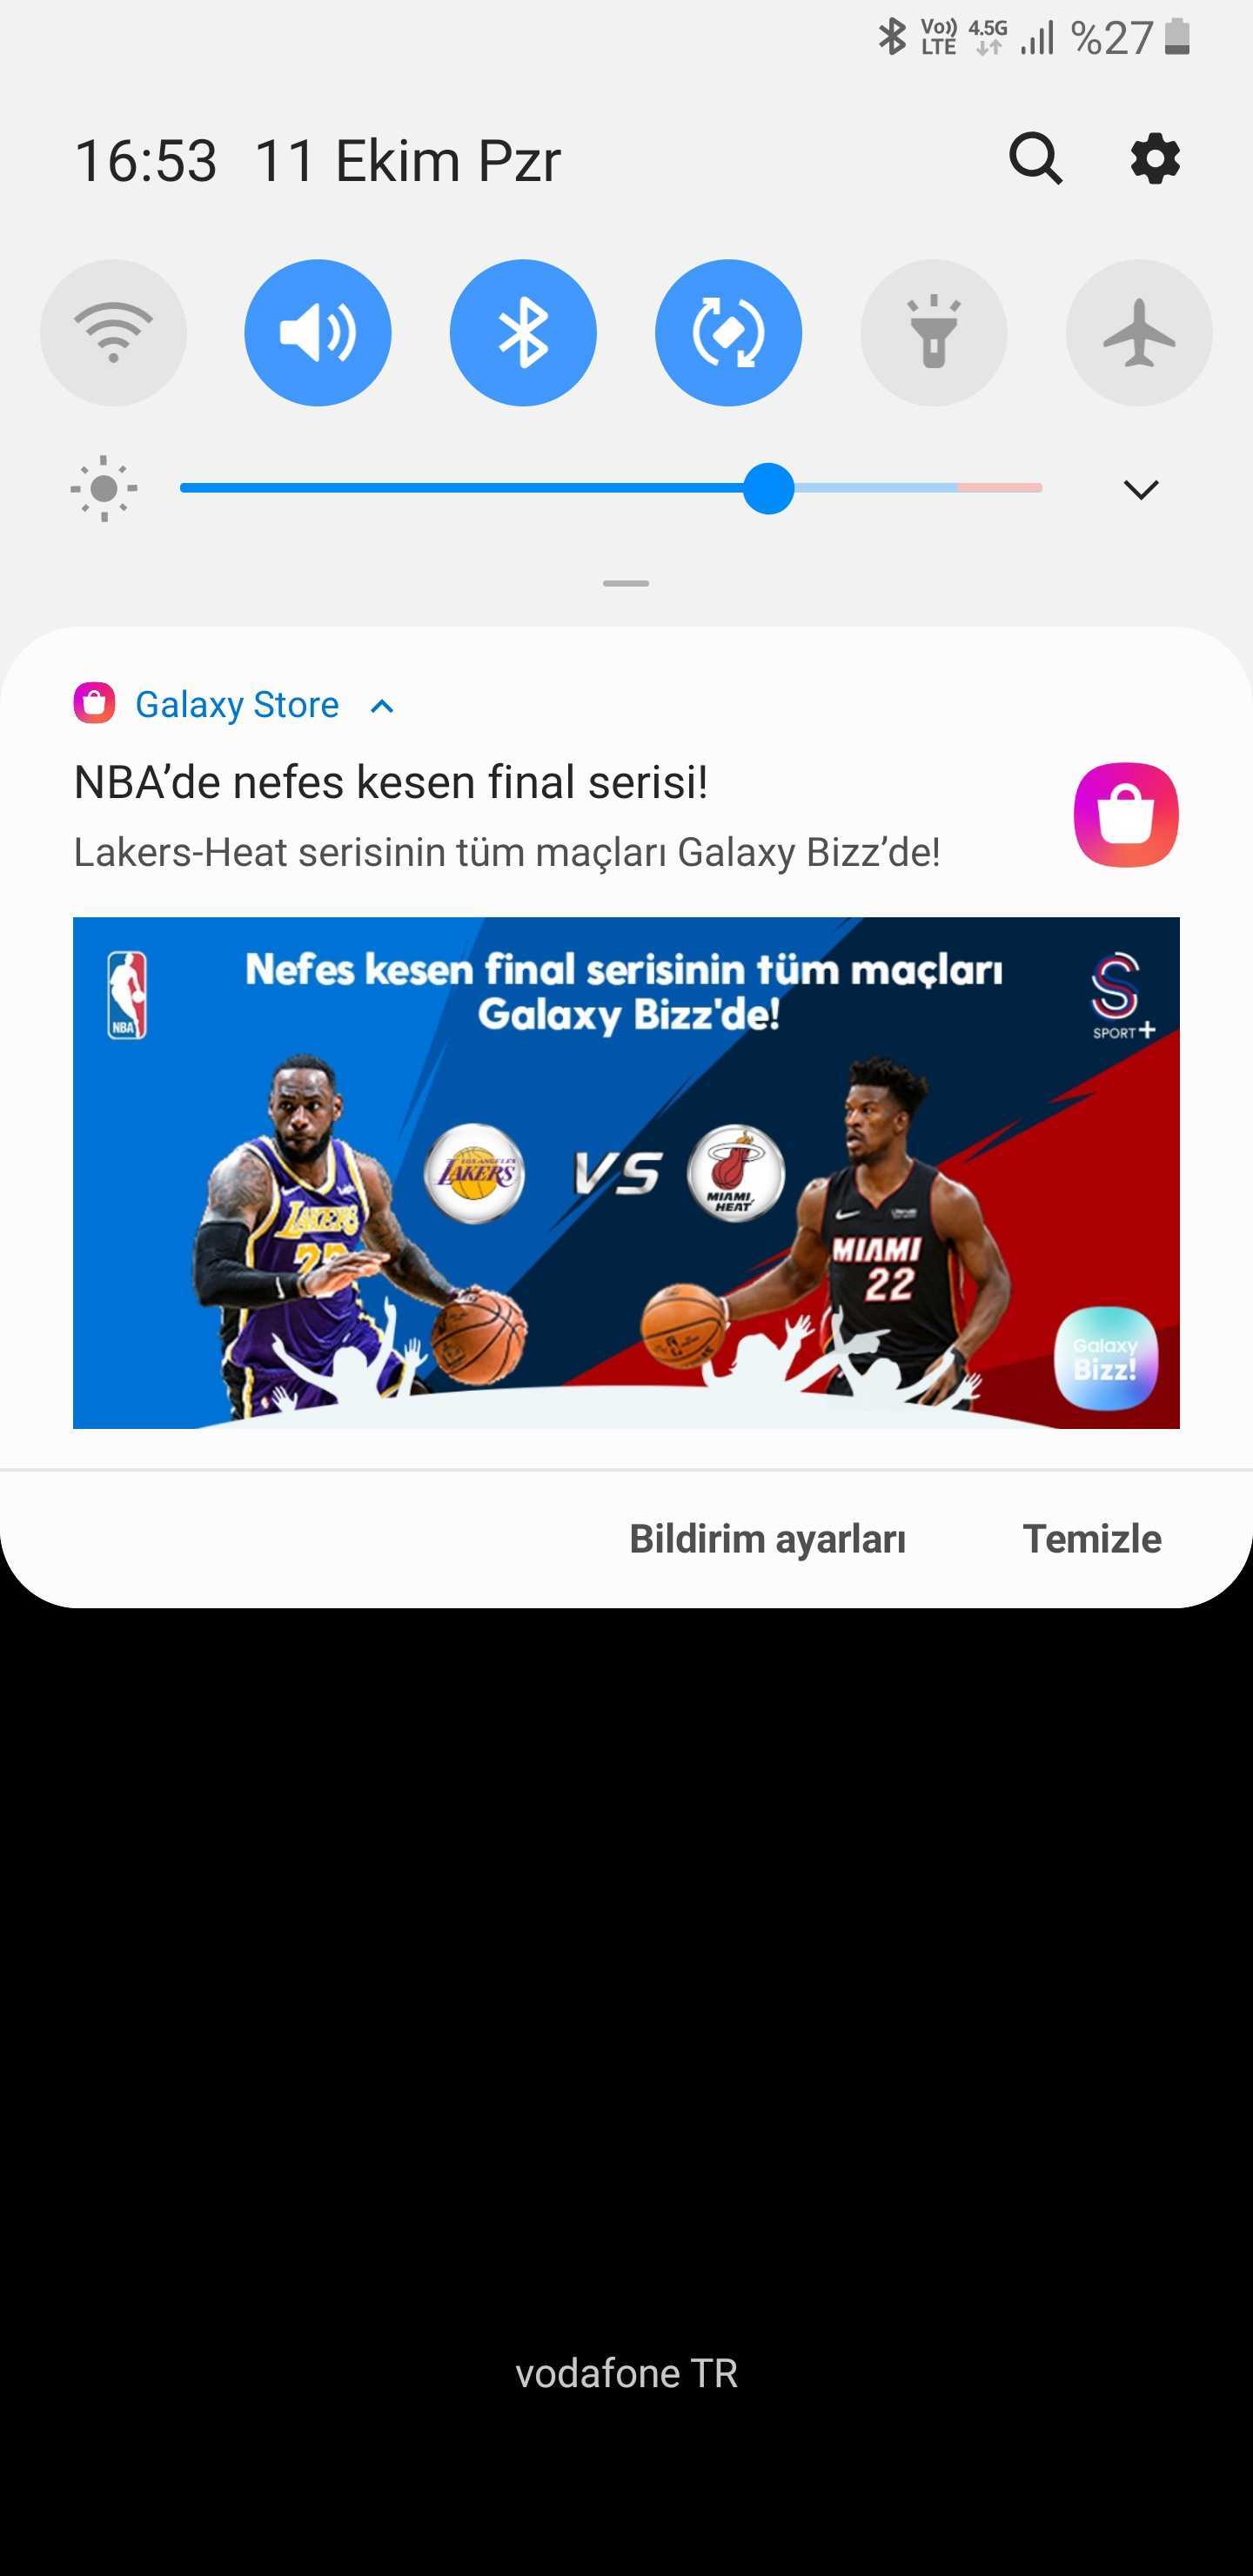 Vo)) LTE 4.5G %27
16:53 11 Ekim Pzr
Galaxy Store
NBA’de nefes kesen final serisi!
Lakers-Heat serisinin tüm maçları Galaxy Bizz’de!
Nefes kesen final serisinin tüm maçları
Galaxy Bizz'de!
NBA
SPORT+
LOS ANGELES
LAKERS
VS
MIAMI
HEAT
LAKERS
MIAMI
22
Galaxy
Bizz!
Bildirim ayarları
Temizle
vodafone TR